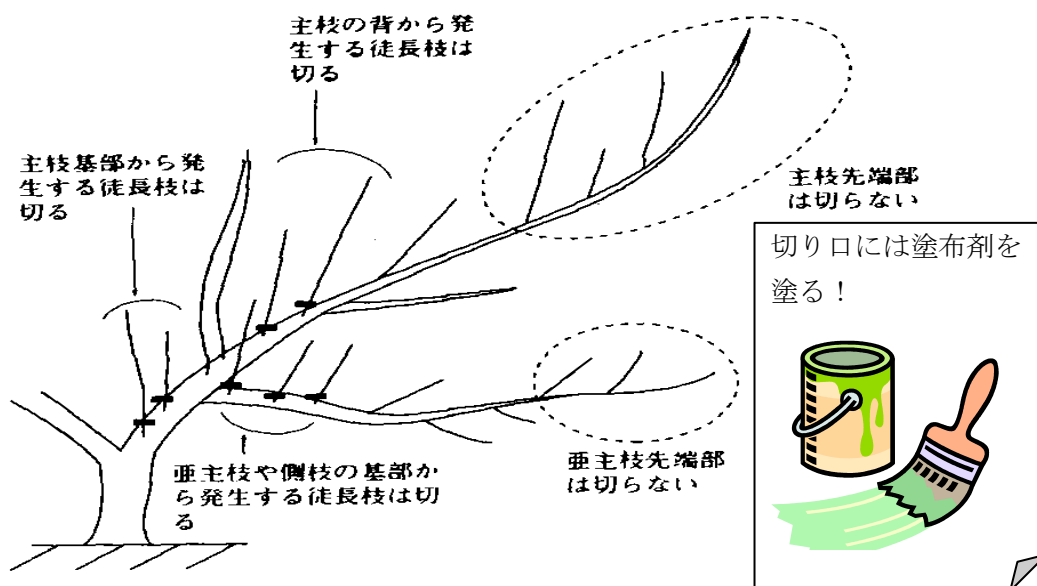 主枝の背から発
生する徒長枝は
切る
主枝基部から発
生する徒長枝は
切る
主枝先端部
は切らない
切り口には塗布剤を
塗る！
亜主枝や側枝の基部か
ら発生する徒長枝は切
る
亜主枝先端部
は切らない